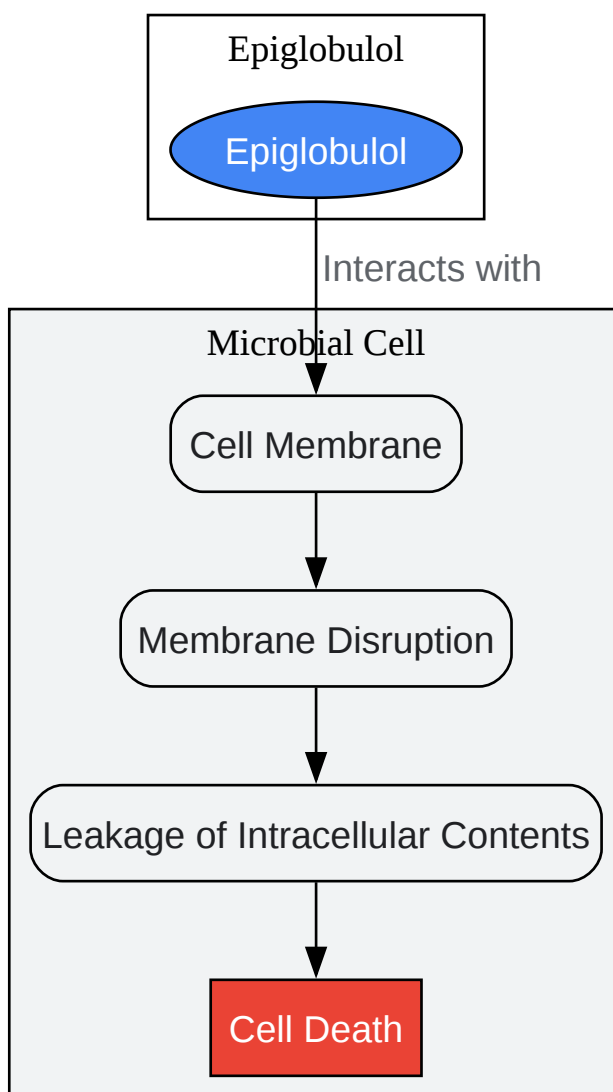 Epiglobulol
Epiglobulol
Interacts with
Microbial Cell
Cell Membrane
Membrane Disruption
Leakage of Intracellular Contents
Cell Death